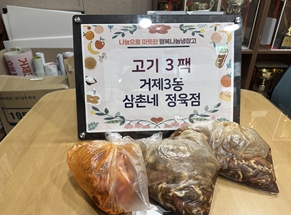 나눔으로 따뜻한 행복나눔냉장고
고기 3 팩
거제3동
삼촌네 정육점